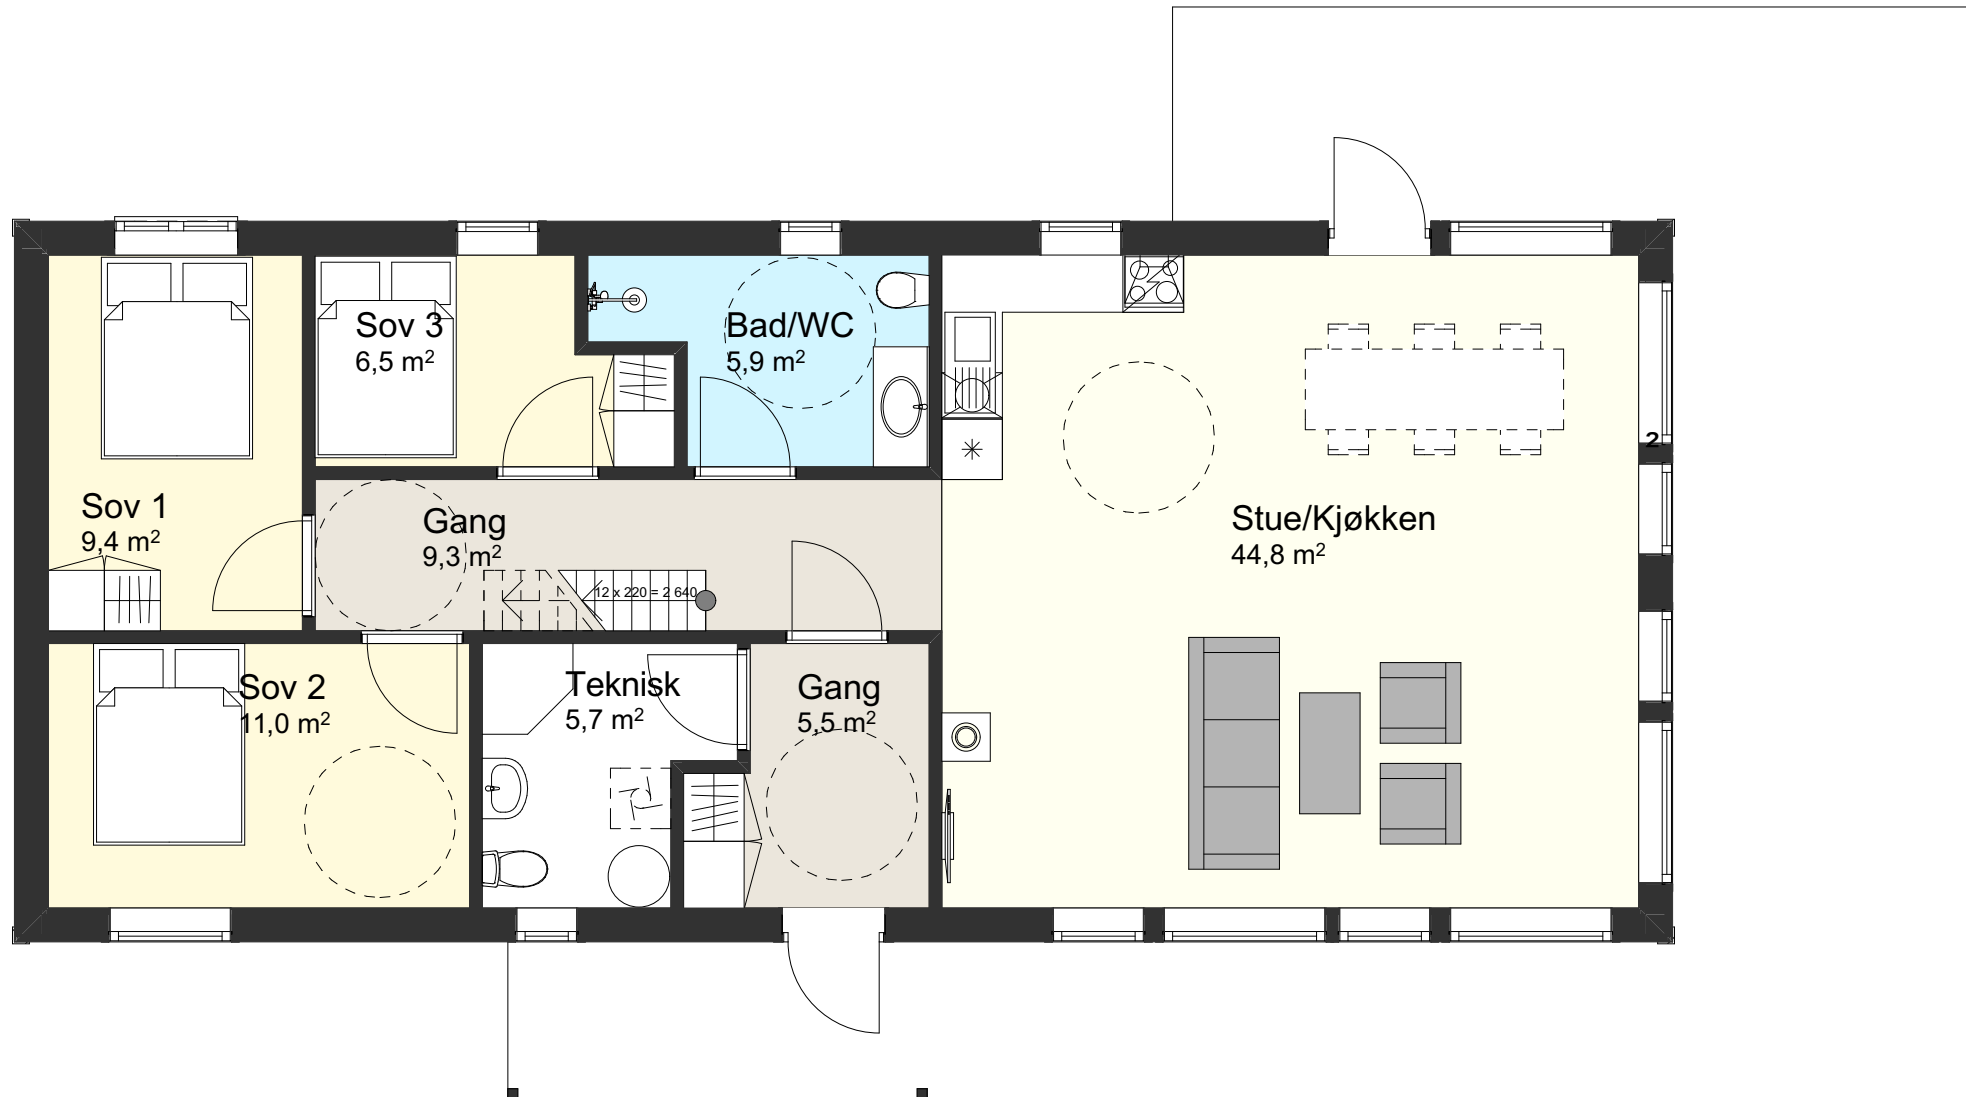 Sov 3
6,5 m²
Bad/WC
5,9 m²
2
Sov 1
9,4 m²
Gang
9,3 m²
Stue/Kjøkken
44,8 m²
12 x 220 = 2 640
Sov 2
11,0 m²
Teknisk
5,7 m²
Gang
5,5 m²